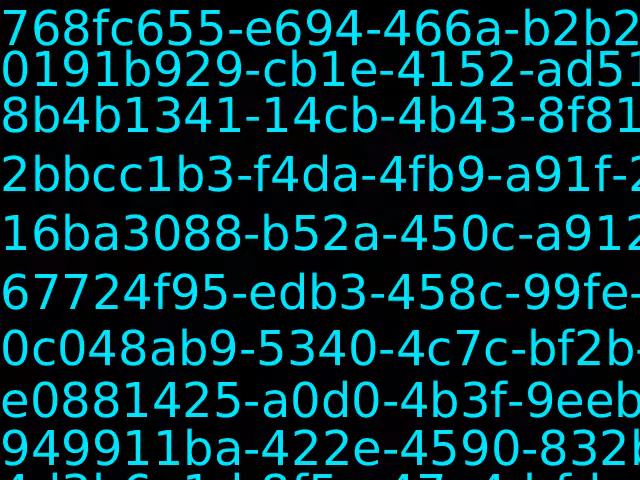 768fc655-e694-466a-b2b2
0191b929-cb1e-4152-ad51
8b4b1341-14cb-4b43-8f81
2bbcc1b3-f4da-4fb9-a91f-2
16ba3088-b52a-450c-a912
67724f95-edb3-458c-99fe-
0c048ab9-5340-4c7c-bf2b-
e0881425-a0d0-4b3f-9eeb
949911ba-422e-4590-832b